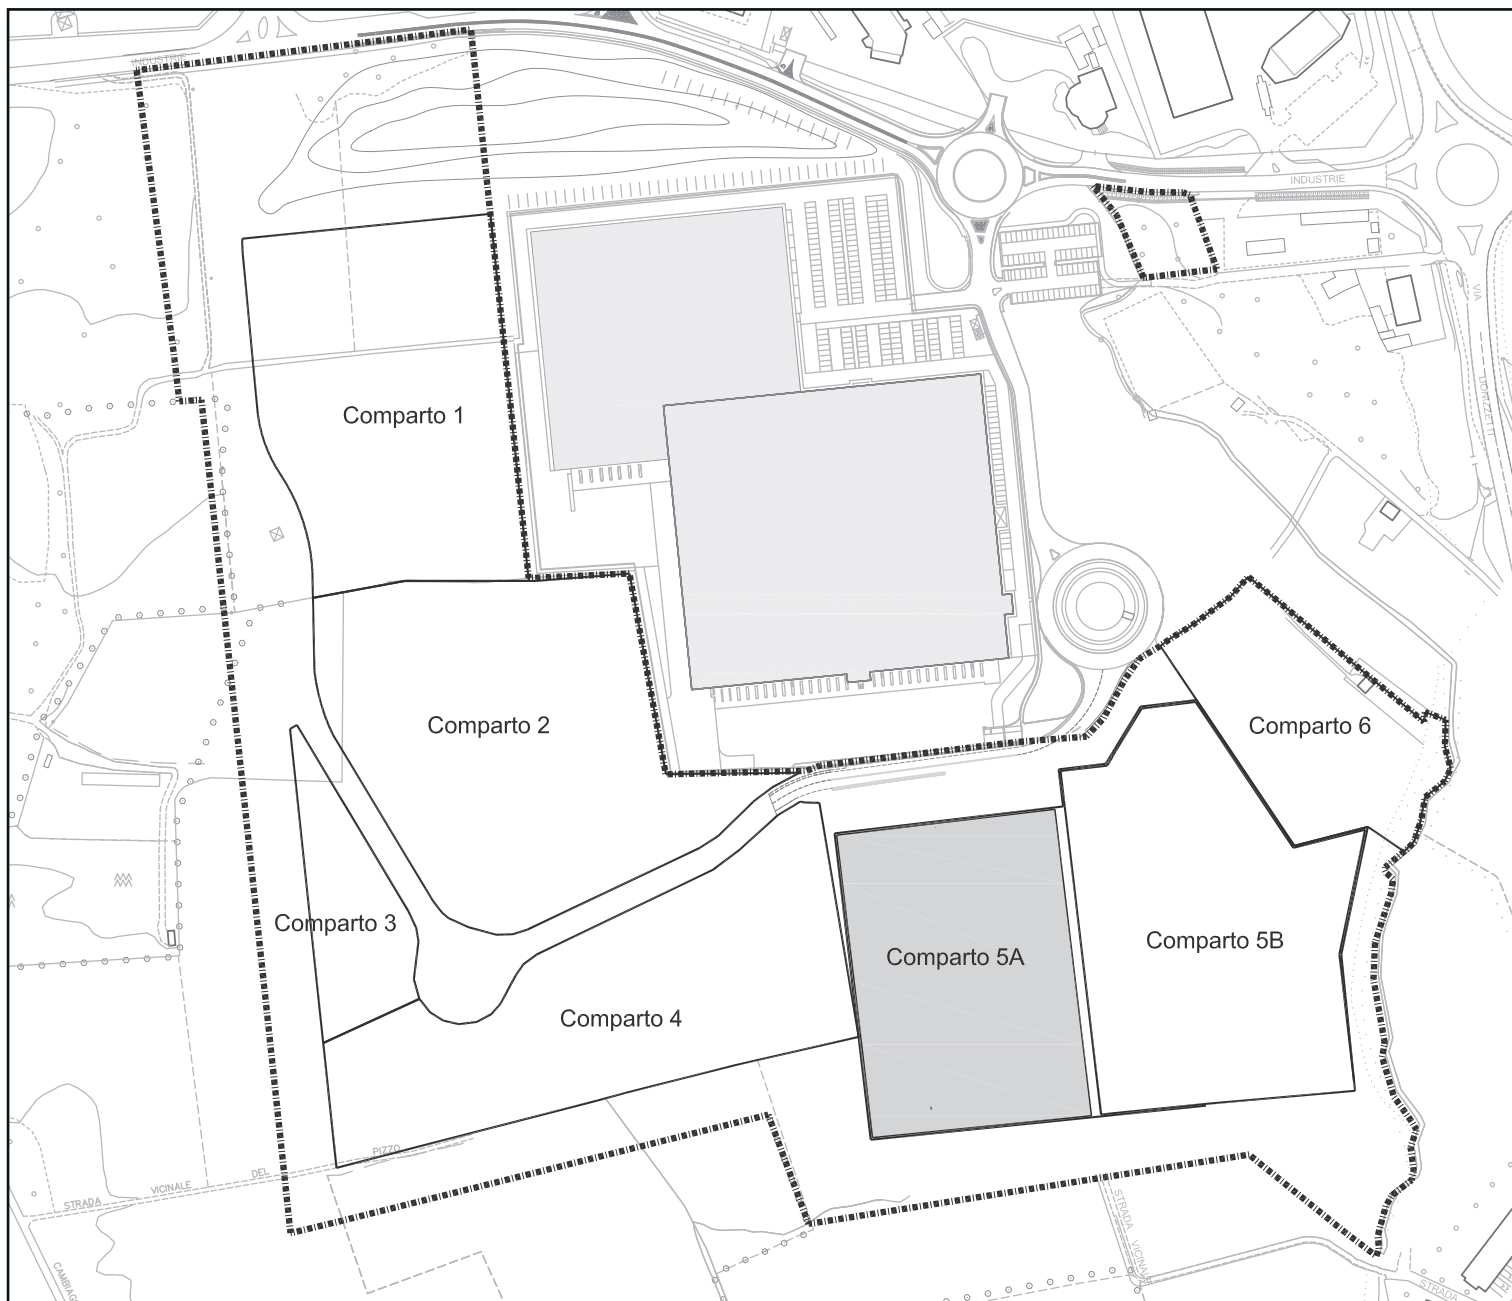 INDUSTRIE
INDUSTRIE
VIA
DONIZETTI
Comparto 1
Comparto 2
Comparto 6
Comparto 3
Comparto 5B
Comparto 5A
Comparto 4
STRADA VICINALE DEL PIZZO
STRADA VICINALE
STRADA